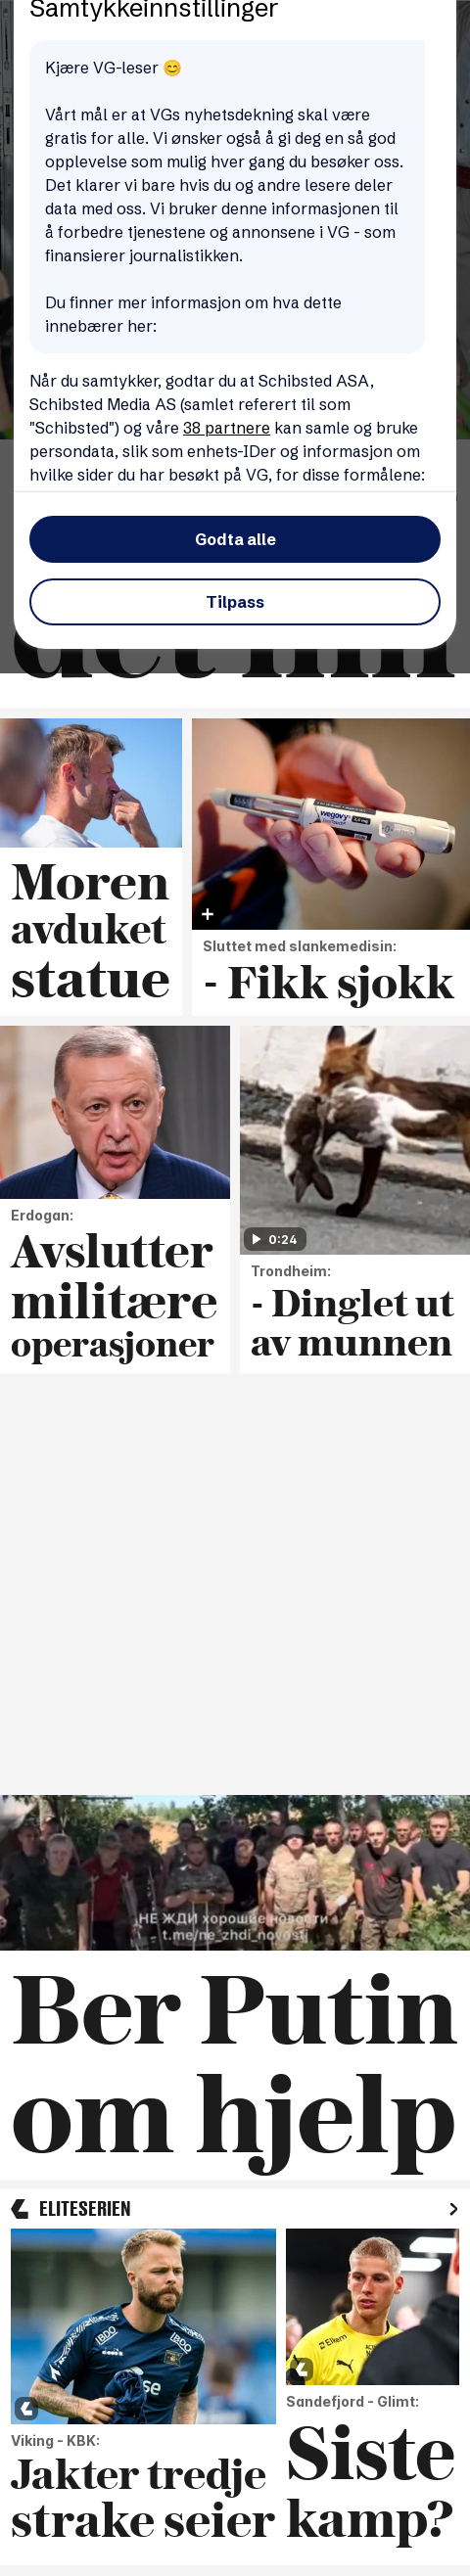 Samtykkeinnstillinger
Kjære VG-leser 😊
Vårt mål er at VGs nyhetsdekning skal være
gratis for alle. Vi ønsker også å gi deg en så god
opplevelse som mulig hver gang du besøker oss.
Det klarer vi bare hvis du og andre lesere deler
data med oss. Vi bruker denne informasjonen til
å forbedre tjenestene og annonsene i VG - som
finansierer journalistikken.
Du finner mer informasjon om hva dette
innebærer her:
Når du samtykker, godtar du at Schibsted ASA,
Schibsted Media AS (samlet referert til som
"Schibsted") og våre 38 partnere kan samle og bruke
persondata, slik som enhets-IDer og informasjon om
hvilke sider du har besøkt på VG, for disse formålene:
Godta alle
Tilpass
Moren
avduket
statue
wegovy
Sluttet med slankemedisin:
- Fikk sjokk
Erdogan:
Avslutter
militære
operasjoner
0:24
Trondheim:
- Dinglet ut
av munnen
НЕ ЖДИ хорошие новости
t.me/ne_zhdi_novosti
Ber Putin
om hjelp
ELITESERIEN
BDO
BDO
Elkem
Viking - KBK:
Jakter tredje
strake seier
Sandefjord - Glimt:
Siste
kamp?